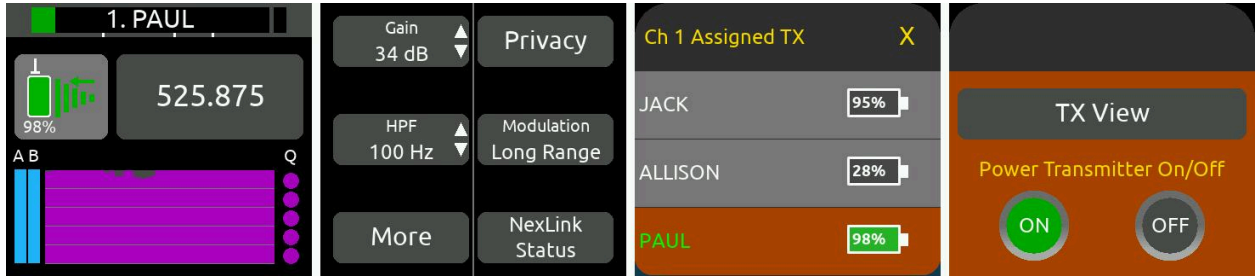 1. PAUL
98%
525.875
A B
Q
Gain
34 dB
Privacy
HPF
100 Hz
Modulation
Long Range
More
NexLink
Status
Ch 1 Assigned TX
X
JACK
95%
ALLISON
28%
PAUL
98%
TX View
Power Transmitter On/Off
ON
OFF